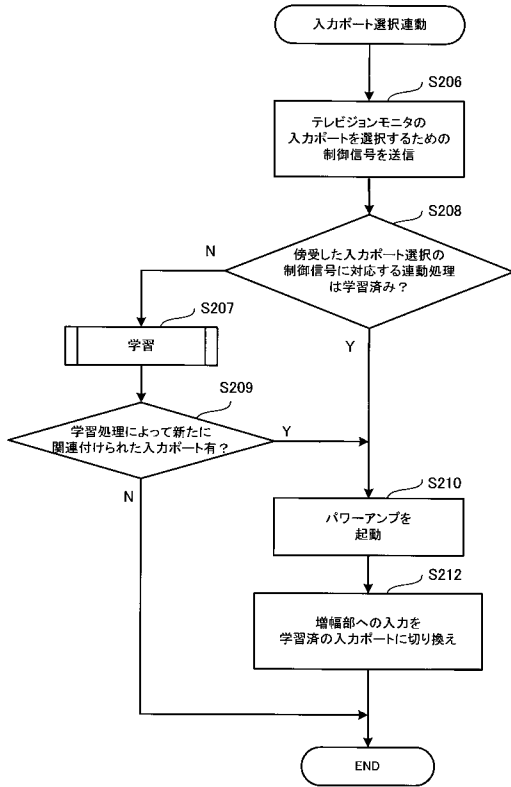 入力ポート選択連動
S206
テレビジョンモニタの
入力ポートを選択するための
制御信号を送信
S208
傍受した入力ポート選択の
制御信号に対応する連動処理
は学習済み？
N
Y
S207
学習
S209
学習処理によって新たに
関連付けられた入力ポート有？
Y
N
S210
パワーアンプを
起動
S212
増幅部への入力を
学習済の入力ポートに切り換え
END